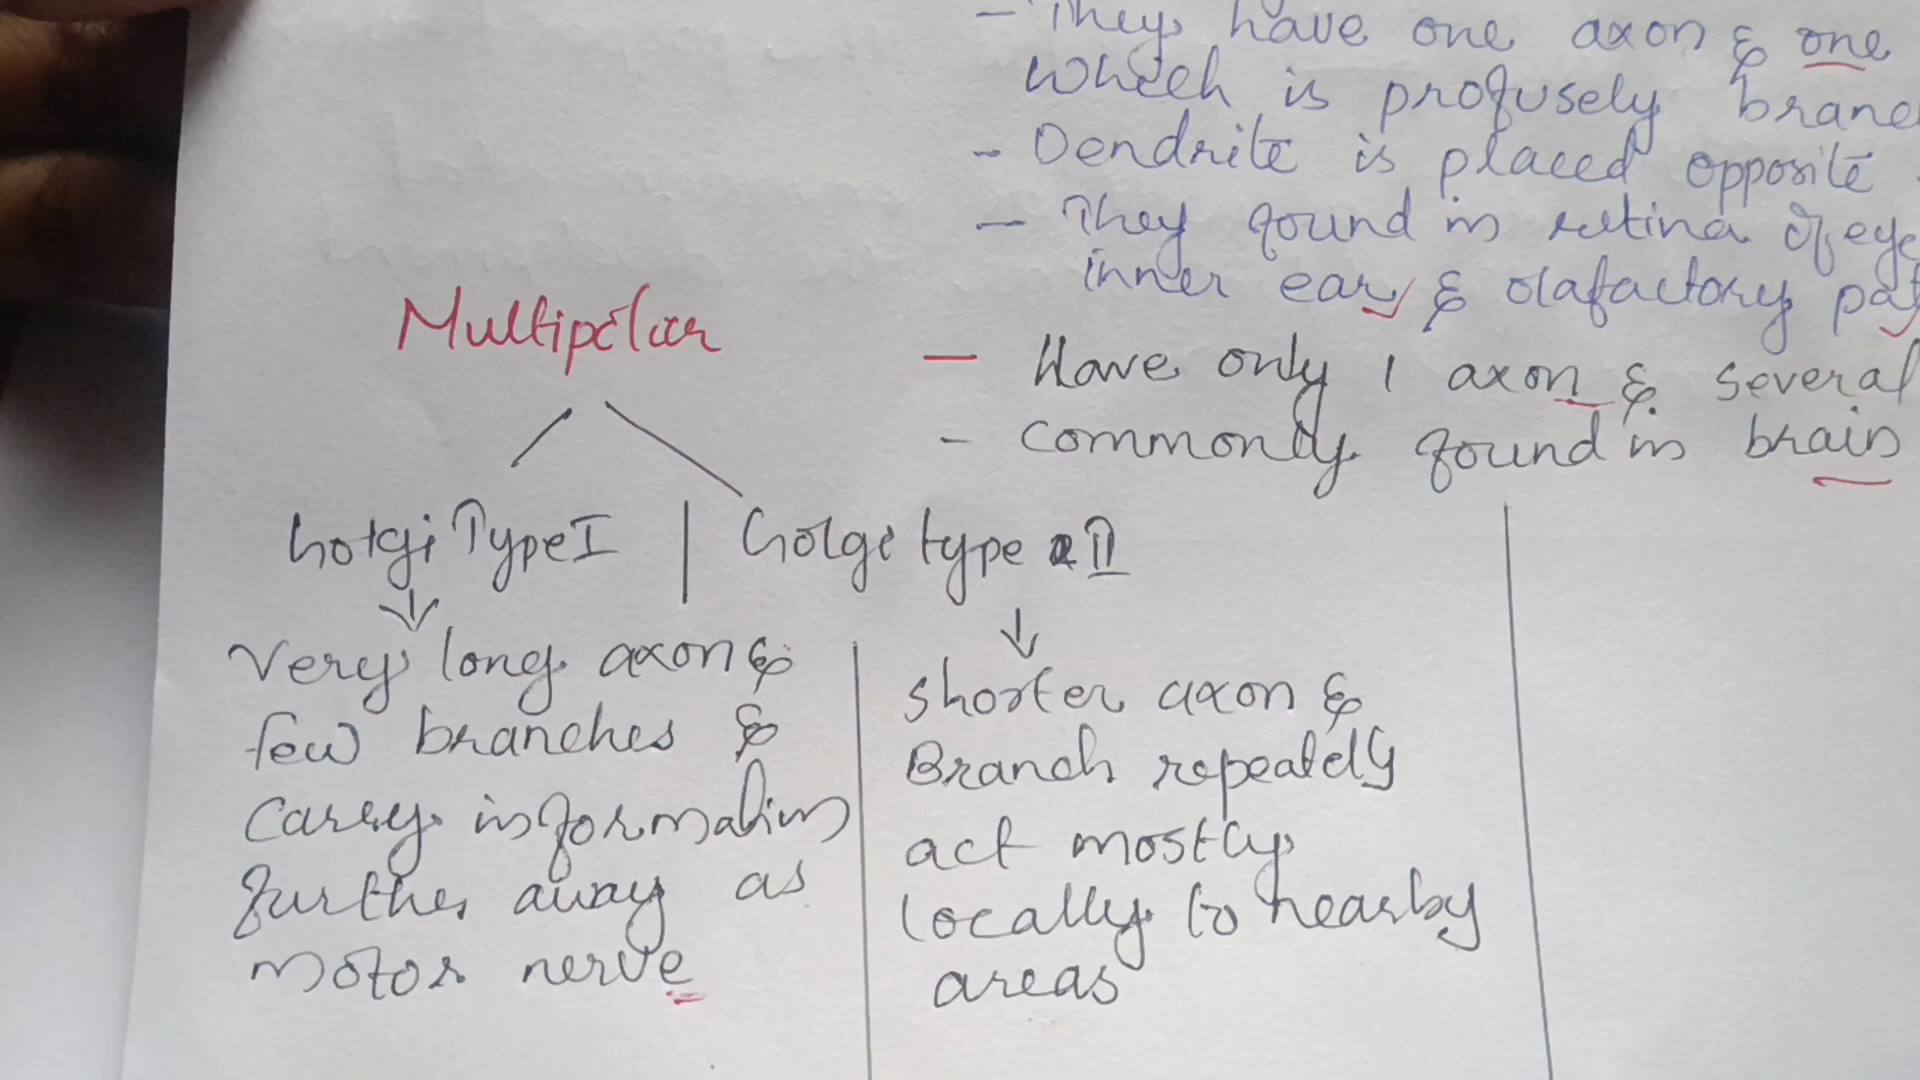 - They have one axon & one
which is profusely branc
- Dendrite is placed opposite
- They found in retina of eye
inner ear & olafactory pat
Multipolar
- Have only 1 axon & several
- commonly found in brain
Golgi Type I | Golgi type II
↓
Very long axon &
few branches &
Carry information
further away as
motor nerve
↓
shorter axon &
Branch repeately
act mostly
locally to nearby
areas